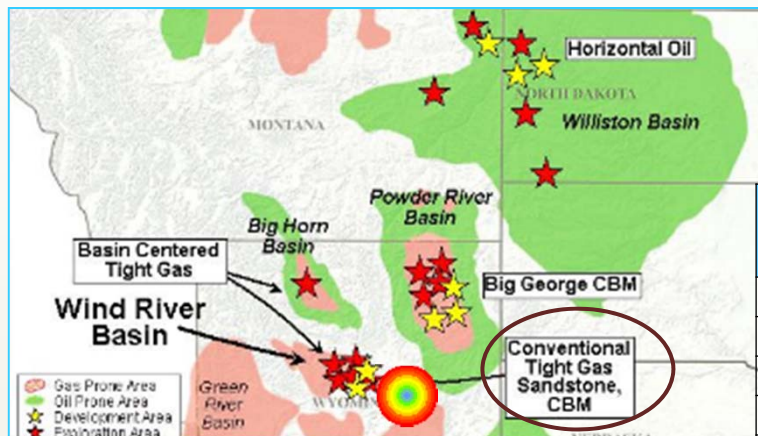 Horizontal Oil
NORTH DAKOTA
MONTANA
Williston Basin
Powder River
Basin
Big Horn
Basin
Basin Centered
Tight Gas
Big George CBM
Wind River
Basin
Conventional
Tight Gas
Sandstone,
CBM
Gas Prone Area
Oil Prone Area
Development Area
Exploration Area
Green
River
Basin
NEBRASKA